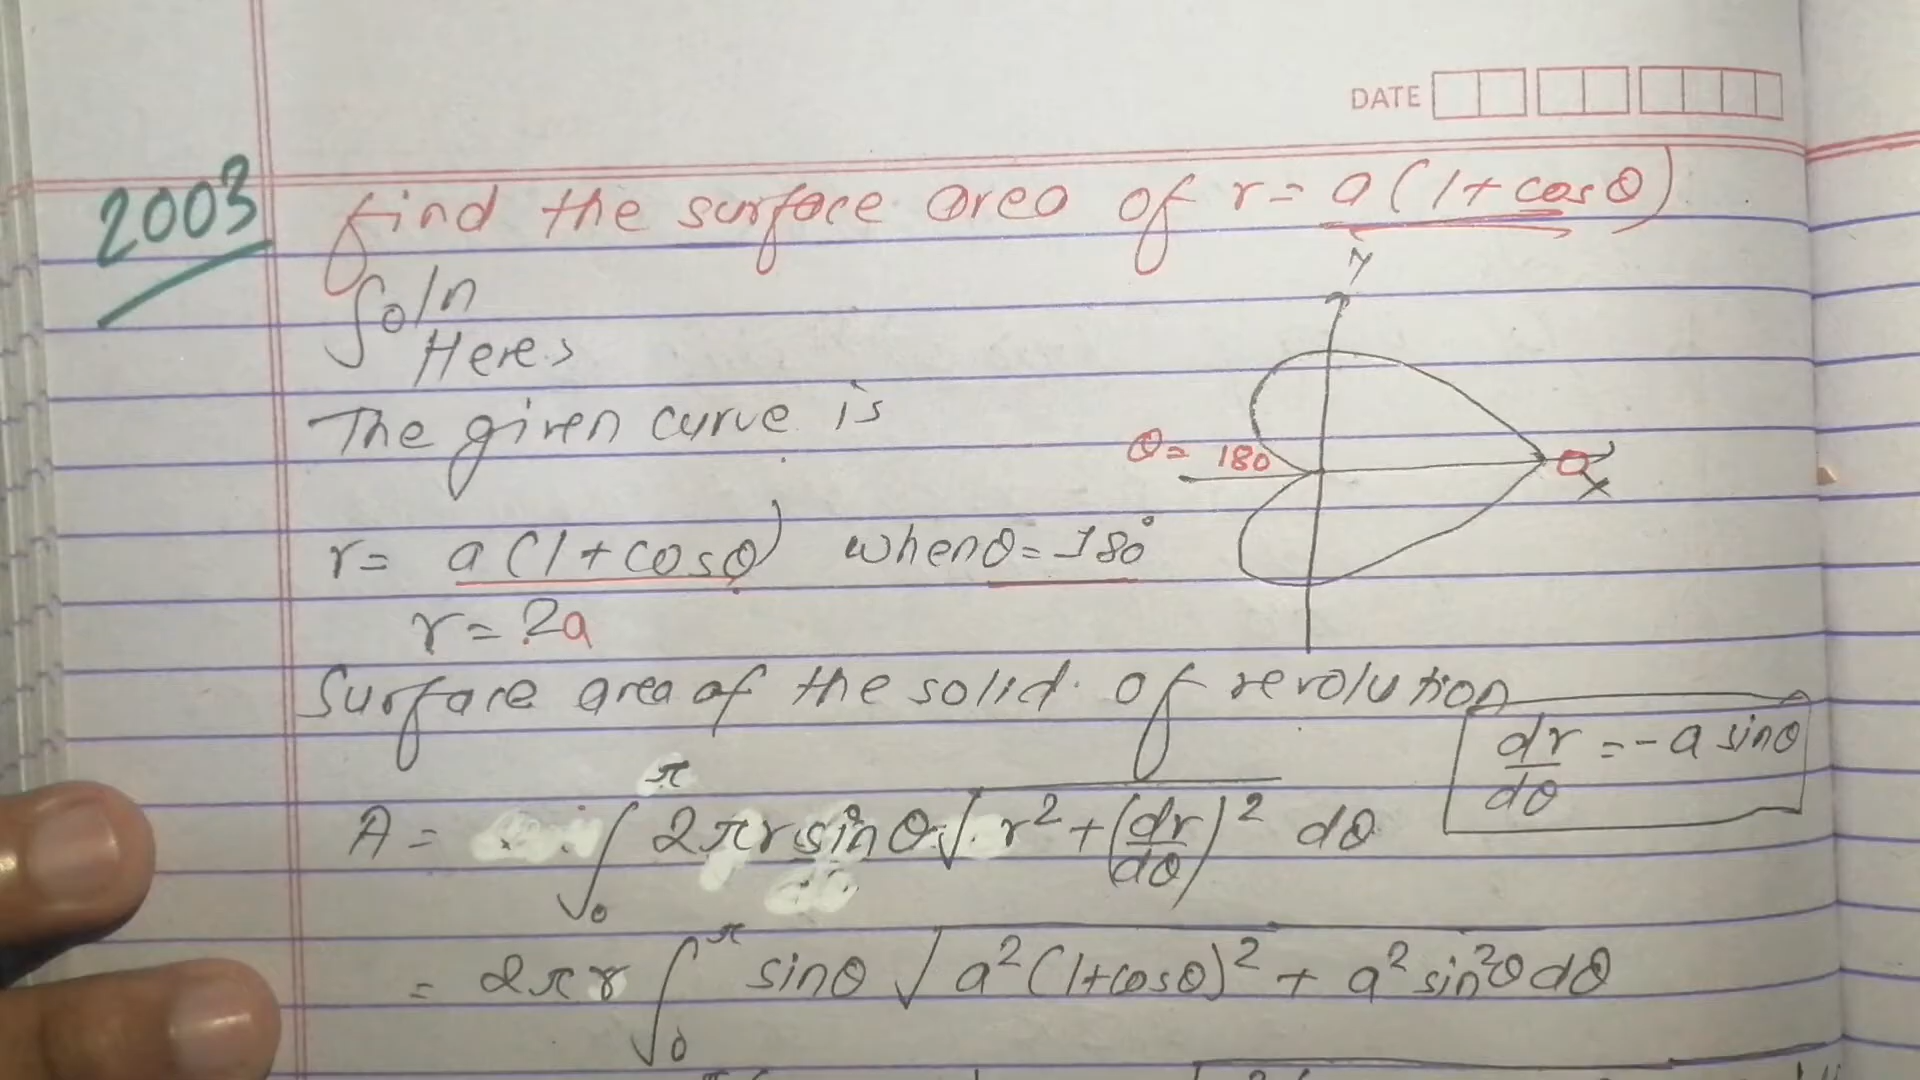 DATE
2003
find the surface area of r= a(1+cosθ)
Soln
Here,
Y
The given curve is
θ= 180
X
r= a(1+cosθ) when θ=180°
r= 2a
Surface area of the solid of revolution
dr/dθ = -a sinθ
A = ∫₀^π 2πr sinθ √(r² + (dr/dθ)²) dθ
= 2πr ∫₀^π sinθ √(a²(1+cosθ)² + a² sin²θ) dθ